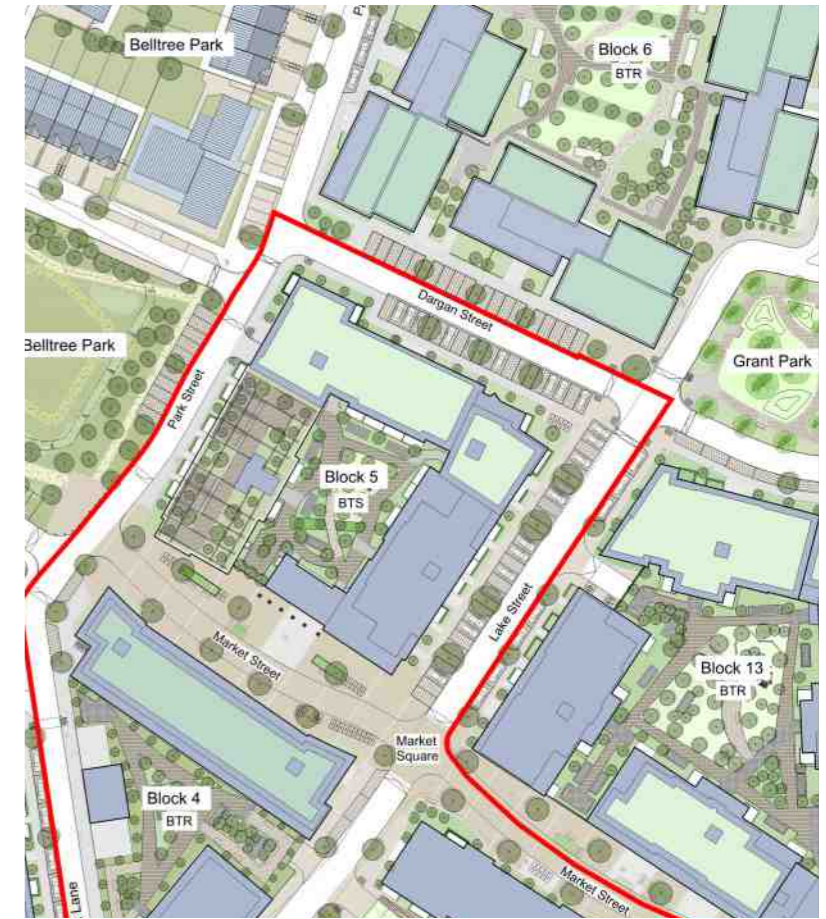 Belltree Park
Block 6
BTR
Dargan Street
Belltree Park
Grant Park
Park Street
Block 5
BTS
Lake Street
Market Street
Block 13
BTR
Market
Square
Block 4
BTR
Market Street
Lane